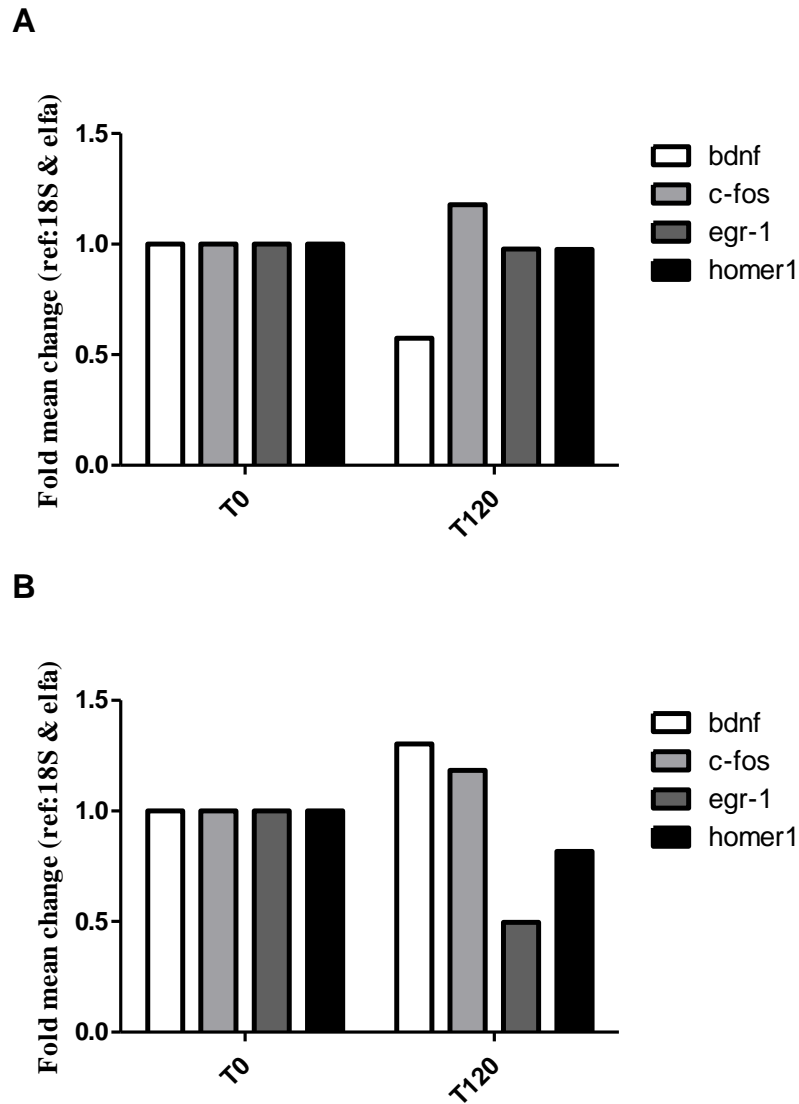 A
Fold mean change (ref:18S & elfa)
1.5
1.0
0.5
0.0
T0
T120
bdnf
c-fos
egr-1
homer1
B
Fold mean change (ref:18S & elfa)
1.5
1.0
0.5
0.0
T0
T120
bdnf
c-fos
egr-1
homer1